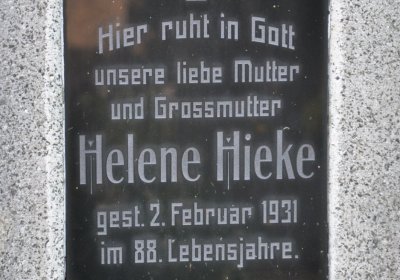 Hier ruht in Gott
unsere liebe Mutter
und Grossmutter
Helene Hieke
gest. 2. Februar 1931
im 88. Lebensjahre.